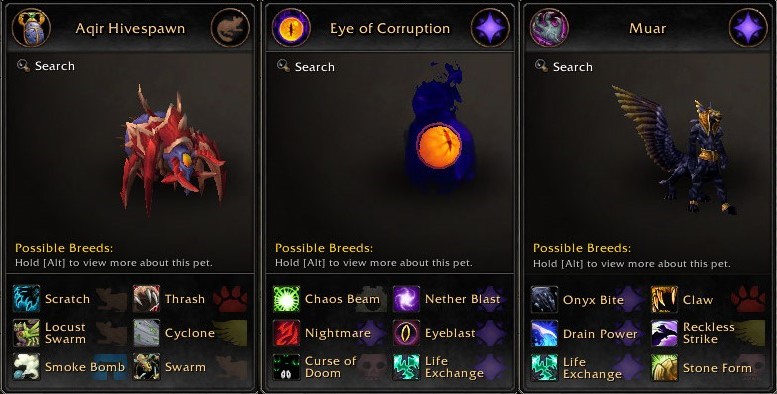 Aqir Hivespawn
Search
Possible Breeds:
Hold [Alt] to view more about this pet.
Scratch
Thrash
Locust
Swarm
Cyclone
Smoke Bomb
Swarm
Eye of Corruption
Search
Possible Breeds:
Hold [Alt] to view more about this pet.
Chaos Beam
Nether Blast
Nightmare
Eyeblast
Curse of
Doom
Life
Exchange
Muar
Search
Possible Breeds:
Hold [Alt] to view more about this pet.
Onyx Bite
Claw
Drain Power
Reckless
Strike
Life
Exchange
Stone Form